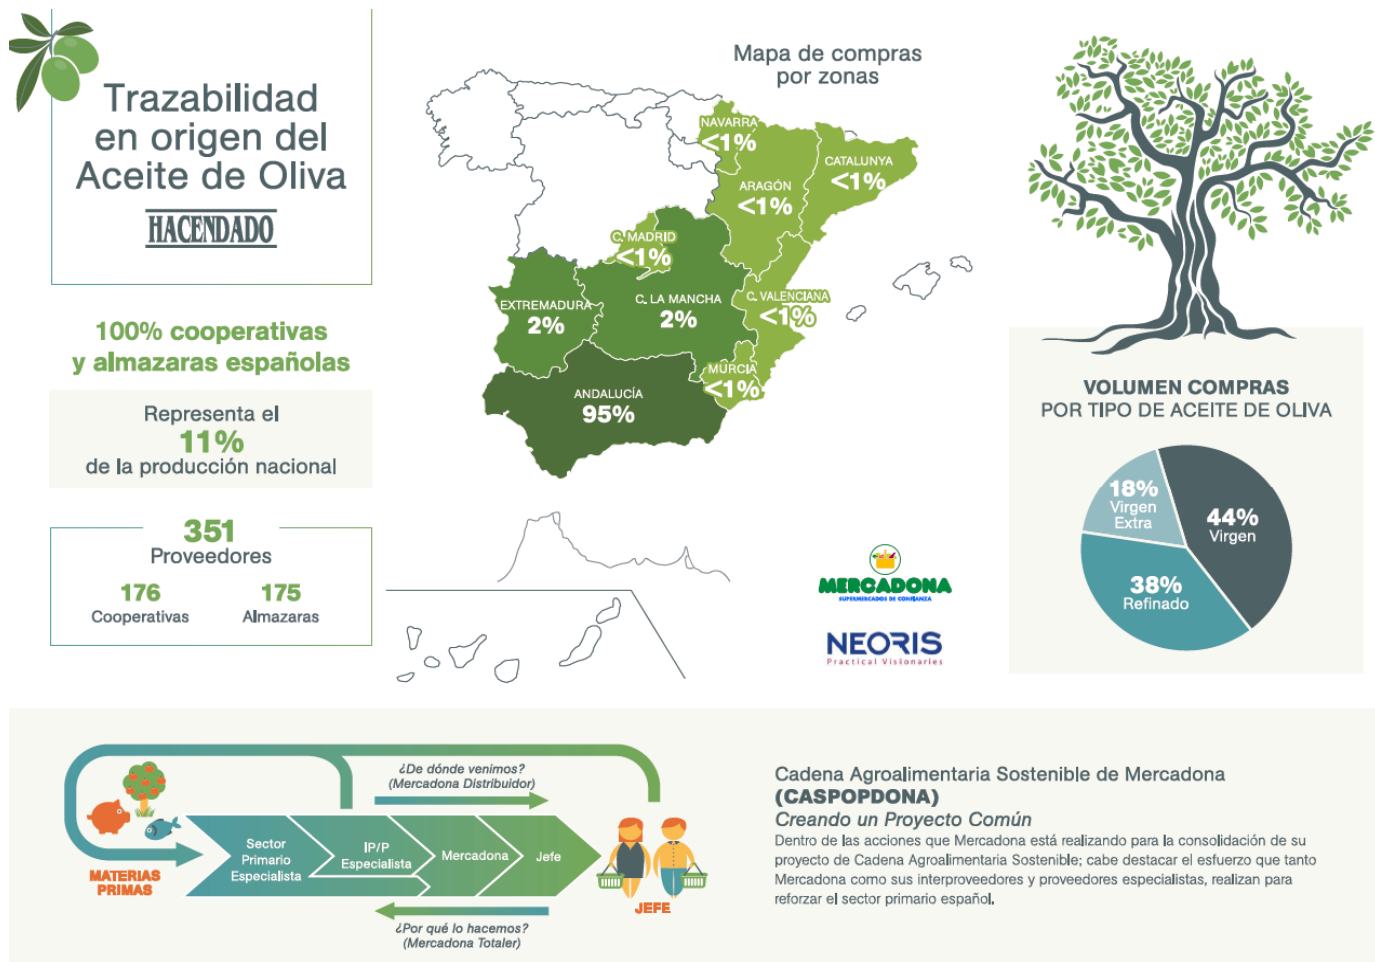 Trazabilidad
en origen del
Aceite de Oliva
HACENDADO
100% cooperativas
y almazaras españolas
Representa el
11%
de la producción nacional
351
Proveedores
176
Cooperativas
175
Almazaras
Mapa de compras
por zonas
NAVARRA
<1%
CATALUNYA
<1%
ARAGÓN
<1%
C. MADRID
<1%
EXTREMADURA
2%
C. LA MANCHA
2%
C. VALENCIANA
<1%
MURCIA
<1%
ANDALUCÍA
95%
MERCADONA
SUPERMERCADOS DE CONFIANZA
NEORIS
Practical Visionaries
VOLUMEN COMPRAS
POR TIPO DE ACEITE DE OLIVA
18%
Virgen
Extra
44%
Virgen
38%
Refinado
¿De dónde venimos?
(Mercadona Distribuidor)
MATERIAS
PRIMAS
Sector
Primario
Especialista
IP/P
Especialista
Mercadona
Jefe
JEFE
¿Por qué lo hacemos?
(Mercadona Totaler)
Cadena Agroalimentaria Sostenible de Mercadona
(CASPOPDONA)
Creando un Proyecto Común
Dentro de las acciones que Mercadona está realizando para la consolidación de su
proyecto de Cadena Agroalimentaria Sostenible; cabe destacar el esfuerzo que tanto
Mercadona como sus interproveedores y proveedores especialistas, realizan para
reforzar el sector primario español.